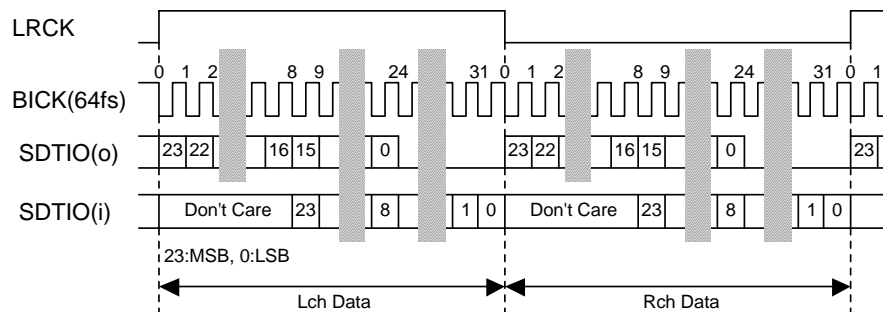 LRCK
0 1 2 8 9 24 31 0 1 2 8 9 24 31 0 1
BICK(64fs)
SDTIO(o) 23 22 16 15 0 23 22 16 15 0 23
SDTIO(i) Don't Care 23 8 1 0 Don't Care 23 8 1 0
23:MSB, 0:LSB
Lch Data Rch Data